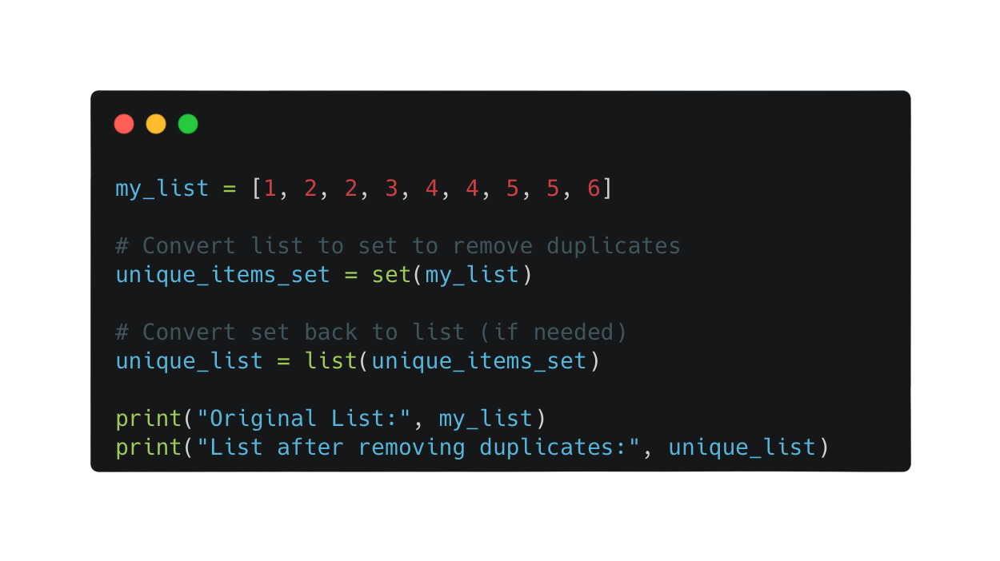 my_list = [1, 2, 2, 3, 4, 4, 5, 5, 6]
# Convert list to set to remove duplicates
unique_items_set = set(my_list)
# Convert set back to list (if needed)
unique_list = list(unique_items_set)
print("Original List:", my_list)
print("List after removing duplicates:", unique_list)